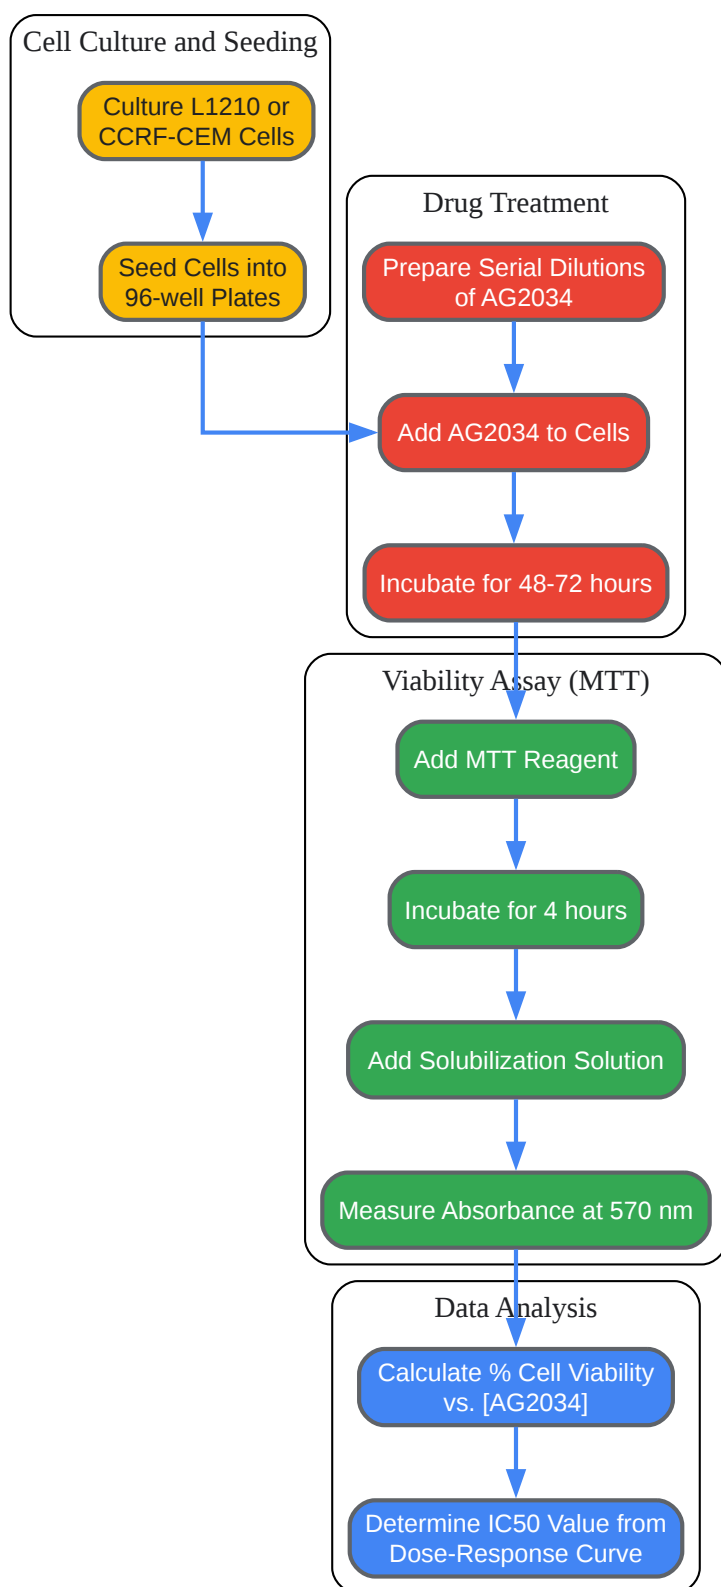 Cell Culture and Seeding
Culture L1210 or
CCRF-CEM Cells
Seed Cells into
96-well Plates
Drug Treatment
Prepare Serial Dilutions
of AG2034
Add AG2034 to Cells
Incubate for 48-72 hours
Viability Assay (MTT)
Add MTT Reagent
Incubate for 4 hours
Add Solubilization Solution
Measure Absorbance at 570 nm
Data Analysis
Calculate % Cell Viability
vs. [AG2034]
Determine IC50 Value from
Dose-Response Curve